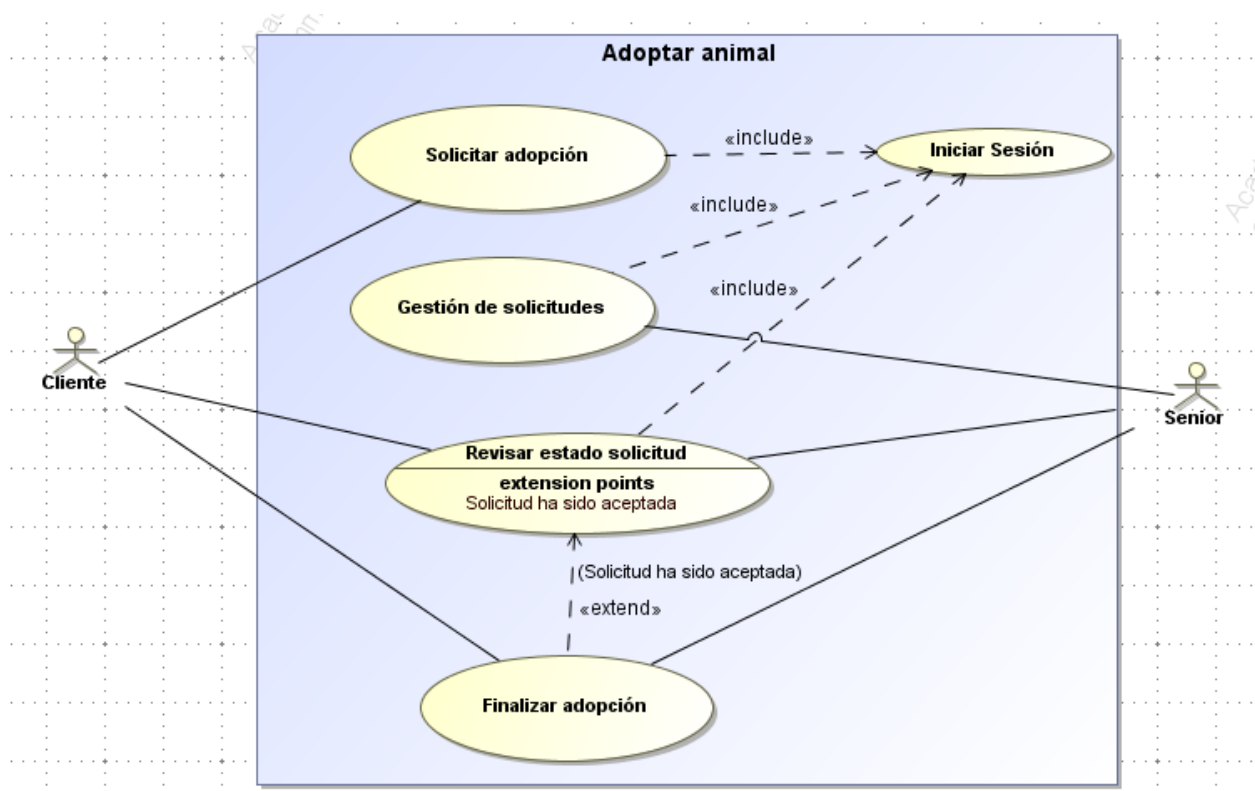 Adoptar animal
Solicitar adopción
«include»
Iniciar Sesión
«include»
Gestión de solicitudes
«include»
Cliente
Senior
Revisar estado solicitud
extension points
Solicitud ha sido aceptada
(Solicitud ha sido aceptada)
«extend»
Finalizar adopción